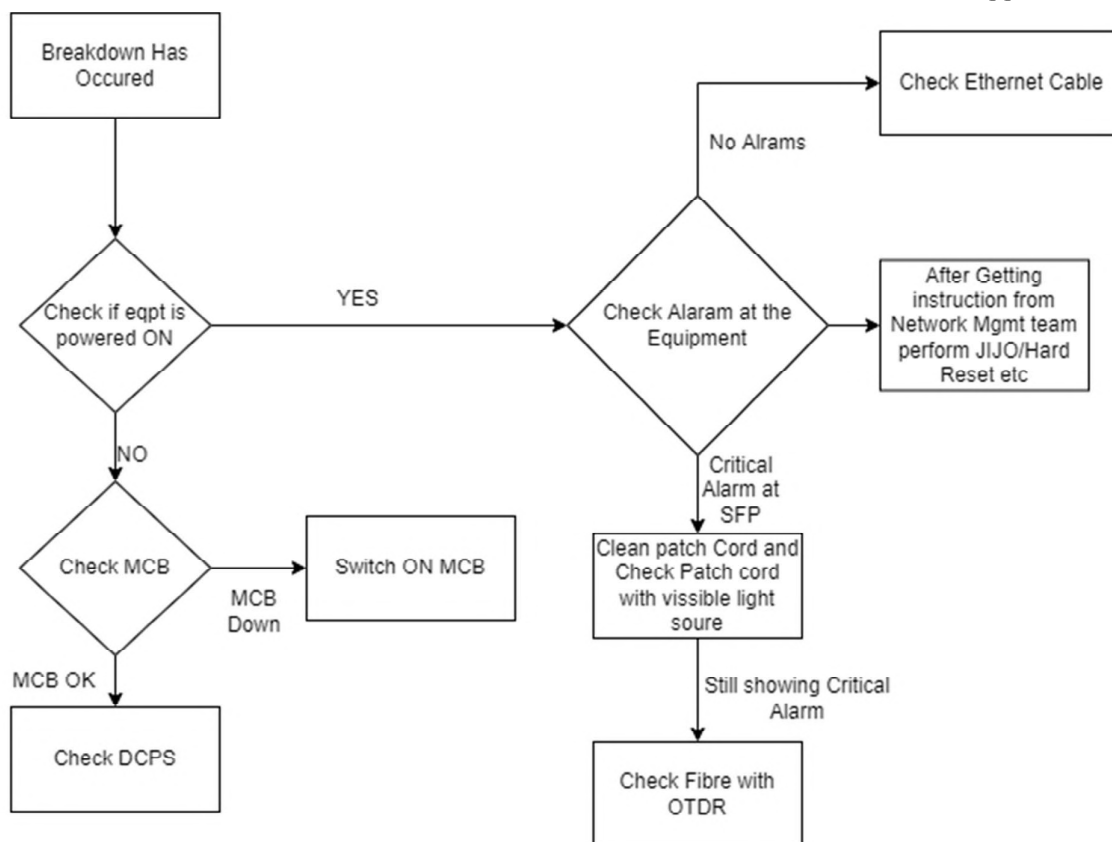 Breakdown Has
Occured
Check Ethernet Cable
No Alrams
Check if eqpt is
powered ON
YES
Check Alaram at the
Equipment
After Getting
instruction from
Network Mgmt team
perform JIJO/Hard
Reset etc
NO
Critical
Alarm at
SFP
Check MCB
MCB
Down
Switch ON MCB
Clean patch Cord and
Check Patch cord
with vissible light
soure
MCB OK
Check DCPS
Still showing Critical
Alarm
Check Fibre with
OTDR